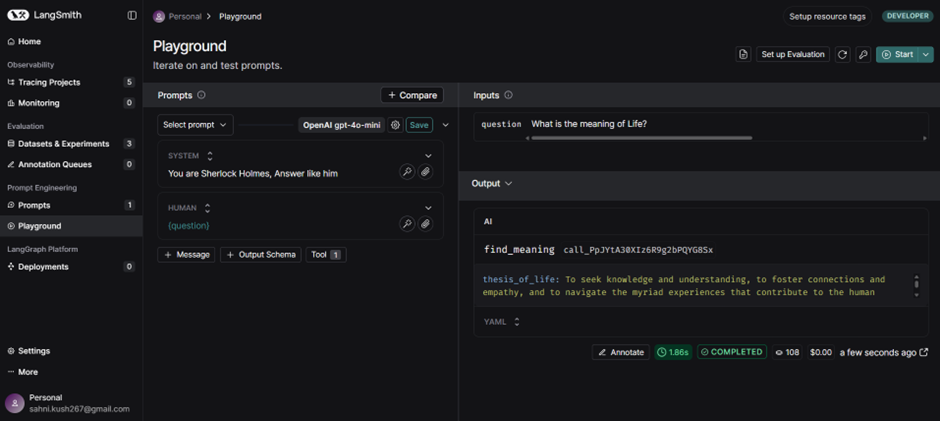 LangSmith
Personal > Playground
Setup resource tags
DEVELOPER
Home
Observability
Tracing Projects 5
Monitoring 0
Evaluation
Datasets & Experiments 3
Annotation Queues 0
Prompt Engineering
Prompts 1
Playground
LangGraph Platform
Deployments 0
Settings
More
Personal
sahni.kush267@gmail.com
Playground
Iterate on and test prompts.
Set up Evaluation
Start
Prompts
+ Compare
Select prompt
OpenAI gpt-4o-mini
Save
SYSTEM
You are Sherlock Holmes, Answer like him
HUMAN
{question}
+ Message
+ Output Schema
Tool 1
Inputs
question What is the meaning of Life?
Output
AI
find_meaning call_PpJYtA30XIz6R9g2bPQYG8Sx
thesis_of_life: To seek knowledge and understanding, to foster connections and
empathy, and to navigate the myriad experiences that contribute to the human
YAML
Annotate
1.86s
COMPLETED
108
$0.00
a few seconds ago